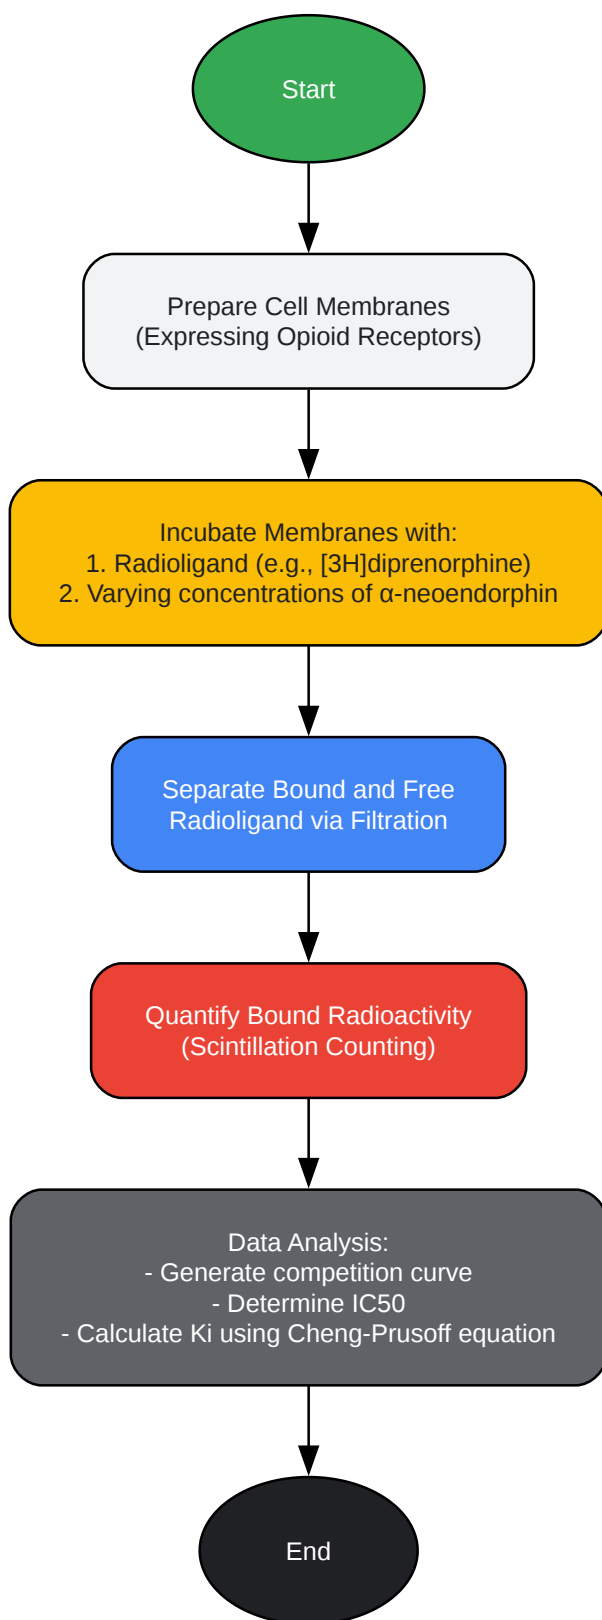 Start
Prepare Cell Membranes
(Expressing Opioid Receptors)
Incubate Membranes with:
1. Radioligand (e.g., [3H]diprenorphine)
2. Varying concentrations of α-neoendorphin
Separate Bound and Free
Radioligand via Filtration
Quantify Bound Radioactivity
(Scintillation Counting)
Data Analysis:
- Generate competition curve
- Determine IC50
- Calculate Ki using Cheng-Prusoff equation
End